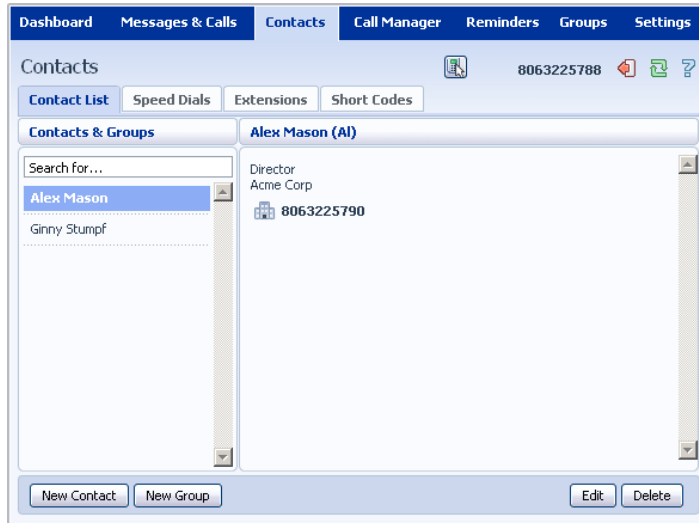 Dashboard Messages & Calls Contacts Call Manager Reminders Groups Settings
Contacts 8063225788 ?
Contact List Speed Dials Extensions Short Codes
Contacts & Groups Alex Mason (Al)
Search for...
Director
Acme Corp
Alex Mason
8063225790
Ginny Stumpf
New Contact New Group Edit Delete